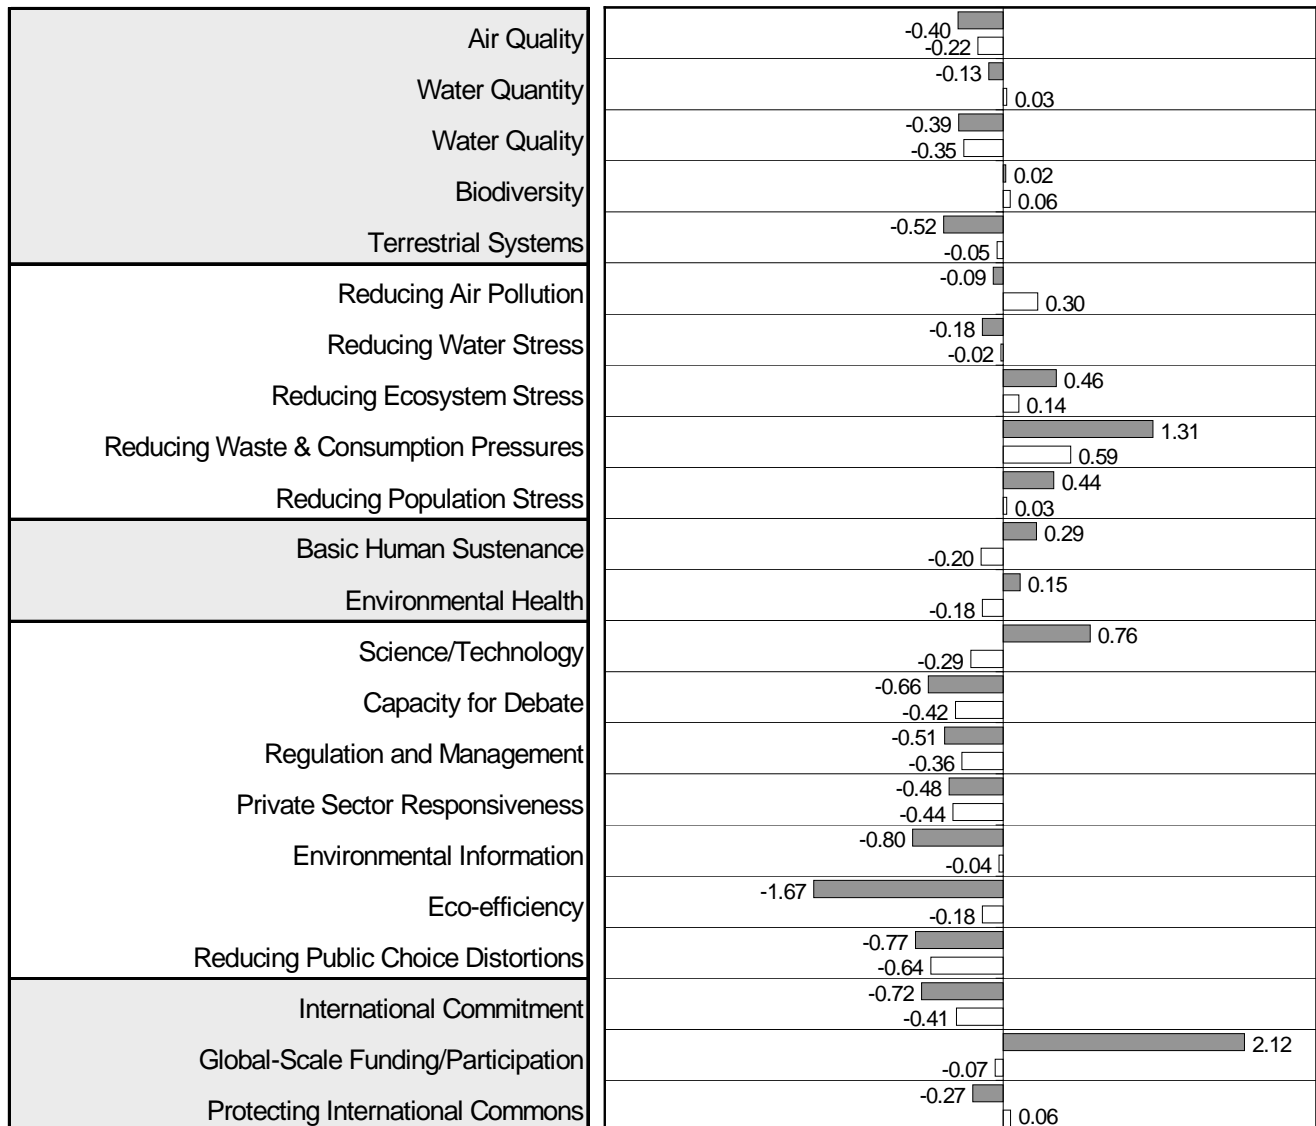 Air Quality
-0.40
-0.22
Water Quantity
-0.13
0.03
Water Quality
-0.39
-0.35
Biodiversity
0.02
0.06
Terrestrial Systems
-0.52
-0.05
Reducing Air Pollution
-0.09
0.30
Reducing Water Stress
-0.18
-0.02
Reducing Ecosystem Stress
0.46
0.14
Reducing Waste & Consumption Pressures
1.31
0.59
Reducing Population Stress
0.44
0.03
Basic Human Sustenance
0.29
-0.20
Environmental Health
0.15
-0.18
Science/Technology
0.76
-0.29
Capacity for Debate
-0.66
-0.42
Regulation and Management
-0.51
-0.36
Private Sector Responsiveness
-0.48
-0.44
Environmental Information
-0.80
-0.04
Eco-efficiency
-1.67
-0.18
Reducing Public Choice Distortions
-0.77
-0.64
International Commitment
-0.72
-0.41
Global-Scale Funding/Participation
2.12
-0.07
Protecting International Commons
-0.27
0.06